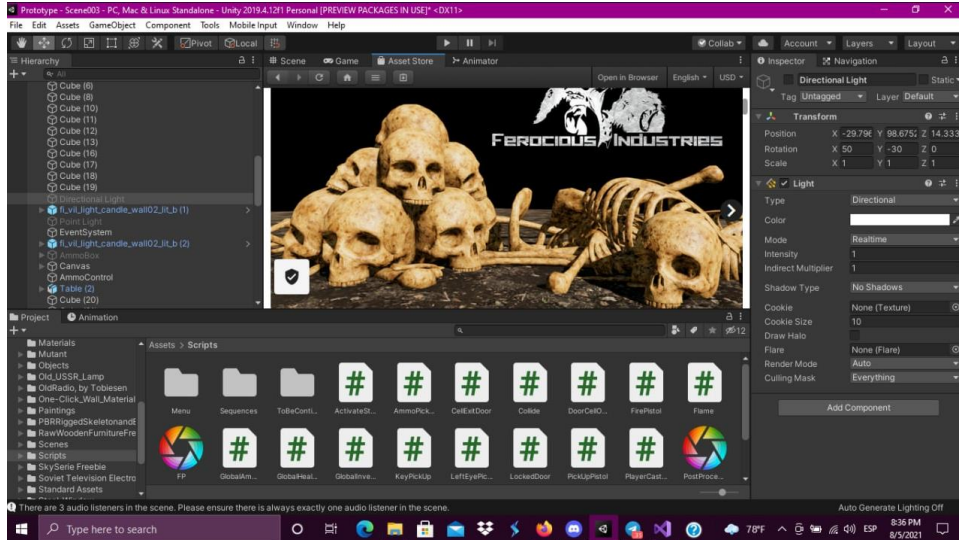 Prototype - Scene003 - PC, Mac & Linux Standalone - Unity 2019.4.12f1 Personal [PREVIEW PACKAGES IN USE]* <DX11>
File Edit Assets GameObject Component Tools Mobile Input Window Help
Pivot Local Collab Account Layers Layout
Hierarchy
All
Cube (6)
Cube (8)
Cube (10)
Cube (11)
Cube (12)
Cube (13)
Cube (16)
Cube (17)
Cube (18)
Cube (19)
Directional Light
fi_vil_light_candle_wall02_lit_b (1)
Point Light
EventSystem
fi_vil_light_candle_wall02_lit_b (2)
AmmoBox
Canvas
AmmoControl
Table (2)
Cube (20)
Scene Game Asset Store Animator
Open in Browser English USD
FEROCIOUS INDUSTRIES
Inspector Navigation
Directional Light Static
Tag Untagged Layer Default
Transform
Position X -29.796 Y 98.6752 Z 14.333
Rotation X 50 Y -30 Z 0
Scale X 1 Y 1 Z 1
Light
Type Directional
Color
Mode Realtime
Intensity 1
Indirect Multiplier 1
Shadow Type No Shadows
Cookie None (Texture)
Cookie Size 10
Draw Halo
Flare None (Flare)
Render Mode Auto
Culling Mask Everything
Add Component
Project Animation
12
Materials
Mutant
Objects
Old_USSR_Lamp
OldRadio, by Tobiesen
One-Click_Wall_Material
Paintings
PBRRiggedSkeletonandE
RawWoodenFurnitureFre
Scenes
Scripts
SkySerie Freebie
Soviet Television Electro
Standard Assets
Assets > Scripts
Menu Sequences ToBeConti... ActivateSt... AmmoPick... CellExitDoor Collide DoorCellO... FirePistol Flame
FP GlobalAm... GlobalHeal... GlobalInve... KeyPickUp LeftEyePic... LockedDoor PickUpPistol PlayerCast... PostProce...
There are 3 audio listeners in the scene. Please ensure there is always exactly one audio listener in the scene.
Auto Generate Lighting Off
Type here to search
78°F ESP 8:36 PM
8/5/2021